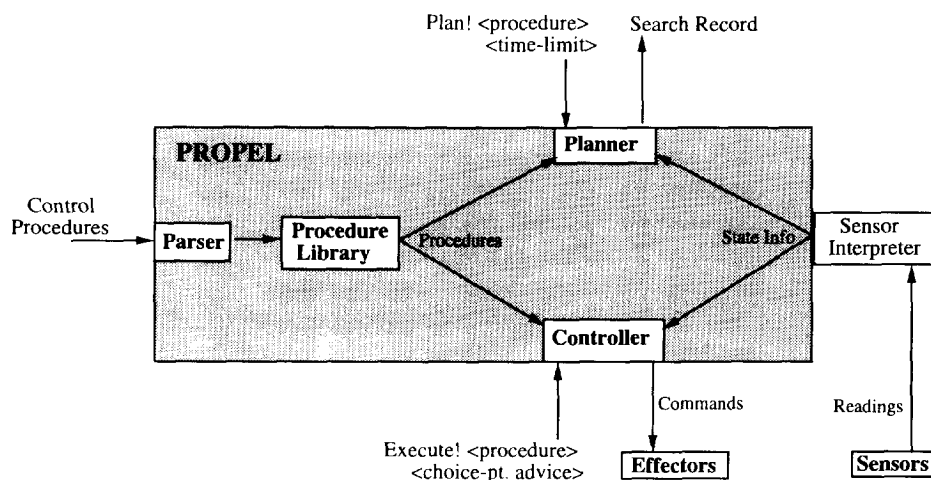 Plan! <procedure>
<time-limit>
Search Record
PROPEL
Planner
Control
Procedures
Parser
Procedure
Library
Procedures
State Info
Sensor
Interpreter
Controller
Commands
Readings
Execute! <procedure>
<choice-pt. advice>
Effectors
Sensors